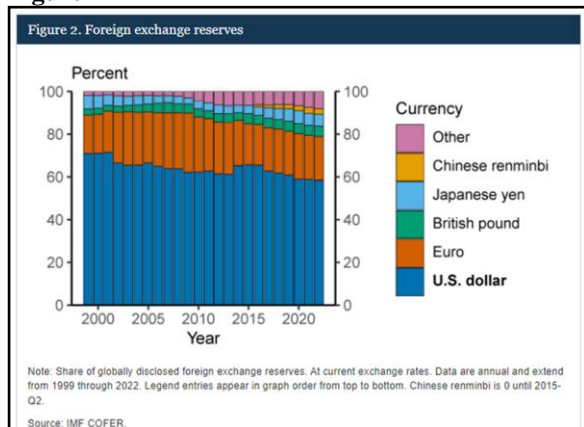 Figure 2. Foreign exchange reserves
Percent
100
80
60
40
20
0
100
80
60
40
20
0
2000 2005 2010 2015 2020
Year
Currency
Other
Chinese renminbi
Japanese yen
British pound
Euro
U.S. dollar
Note: Share of globally disclosed foreign exchange reserves. At current exchange rates. Data are annual and extend
from 1999 through 2022. Legend entries appear in graph order from top to bottom. Chinese renminbi is 0 until 2015-
Q2.
Source: IMF COFER.